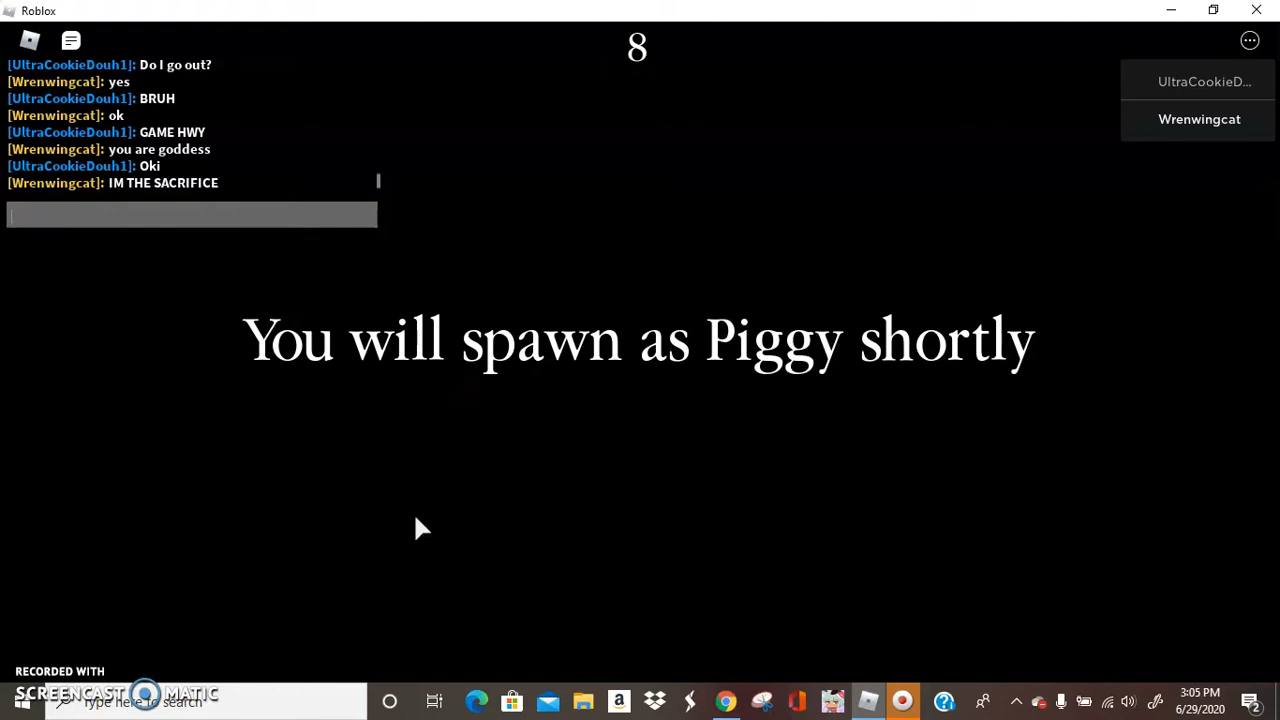 Roblox
8
[UltraCookieDouh1]: Do I go out?
[Wrenwingcat]: yes
[UltraCookieDouh1]: BRUH
[Wrenwingcat]: ok
[UltraCookieDouh1]: GAME HWY
[Wrenwingcat]: you are goddess
[UltraCookieDouh1]: Oki
[Wrenwingcat]: IM THE SACRIFICE
UltraCookieD...
Wrenwingcat
You will spawn as Piggy shortly
RECORDED WITH
SCREENCAST MATIC
Type here to search
3:05 PM
6/29/2020
2